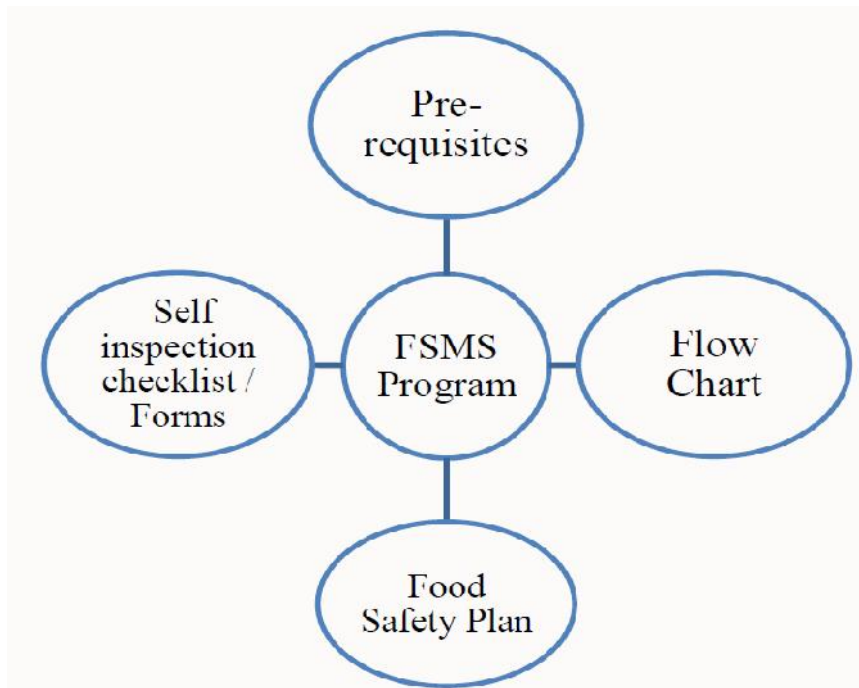 Pre-
requisites
Self
inspection
checklist /
Forms
FSMS
Program
Flow
Chart
Food
Safety Plan